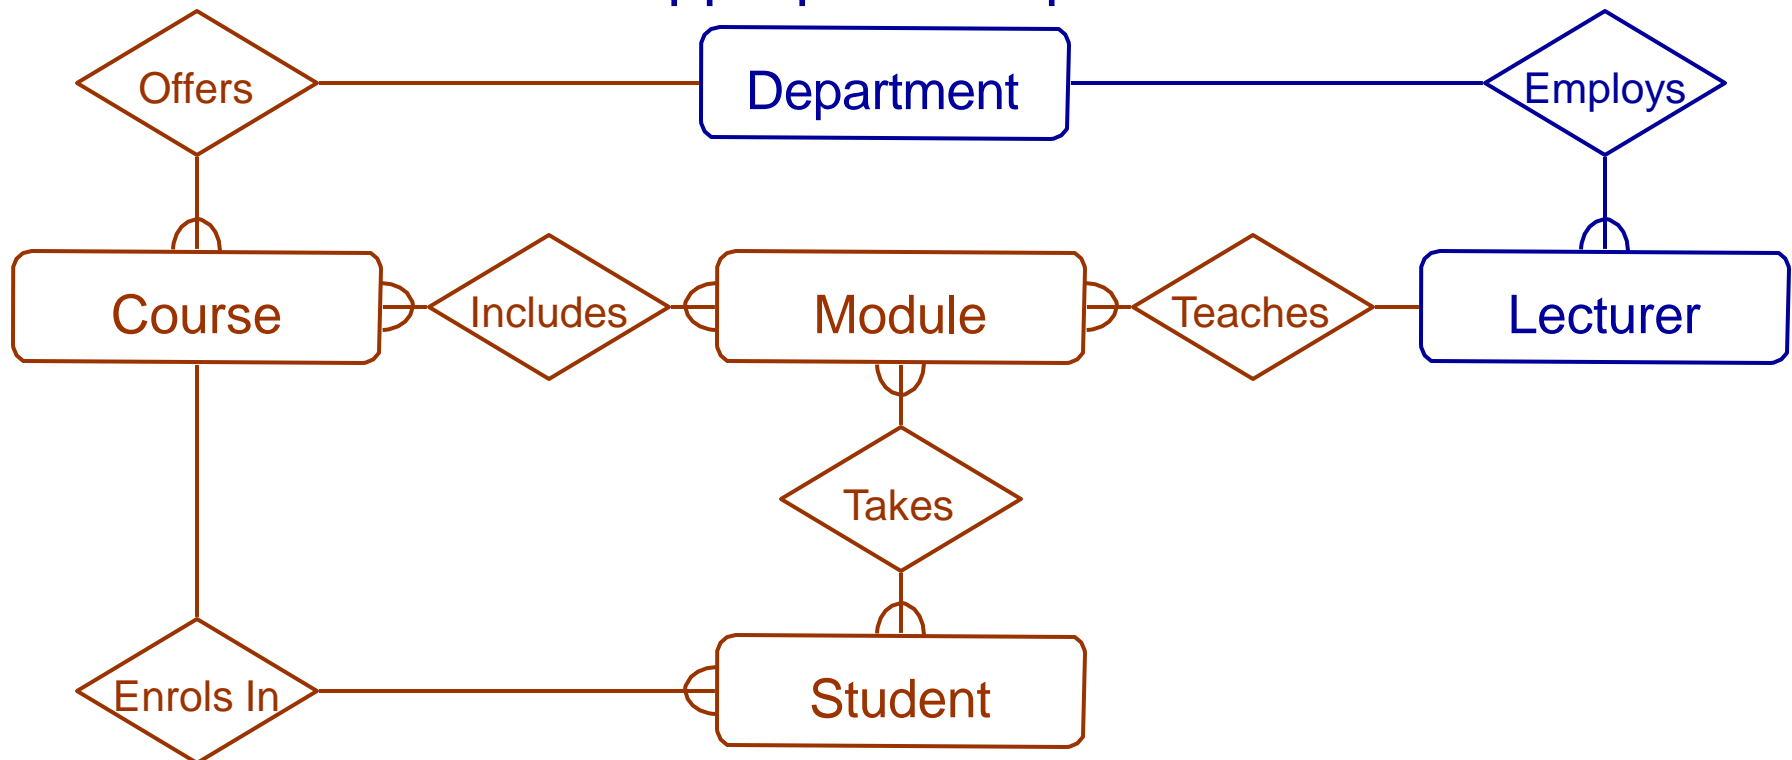 Offers
Department
Employs
Course
Includes
Module
Teaches
Lecturer
Takes
Enrols In
Student